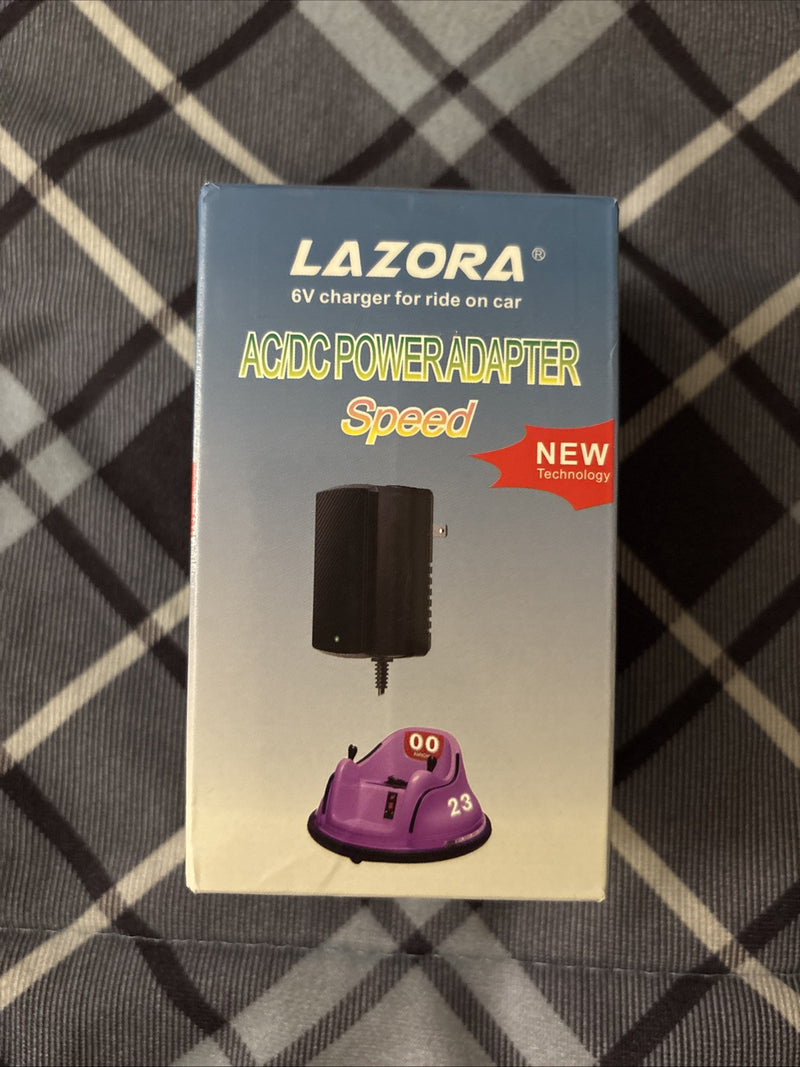 LAZORA®
6V charger for ride on car
AC/DC POWER ADAPTER
Speed
NEW
Technology
00
23